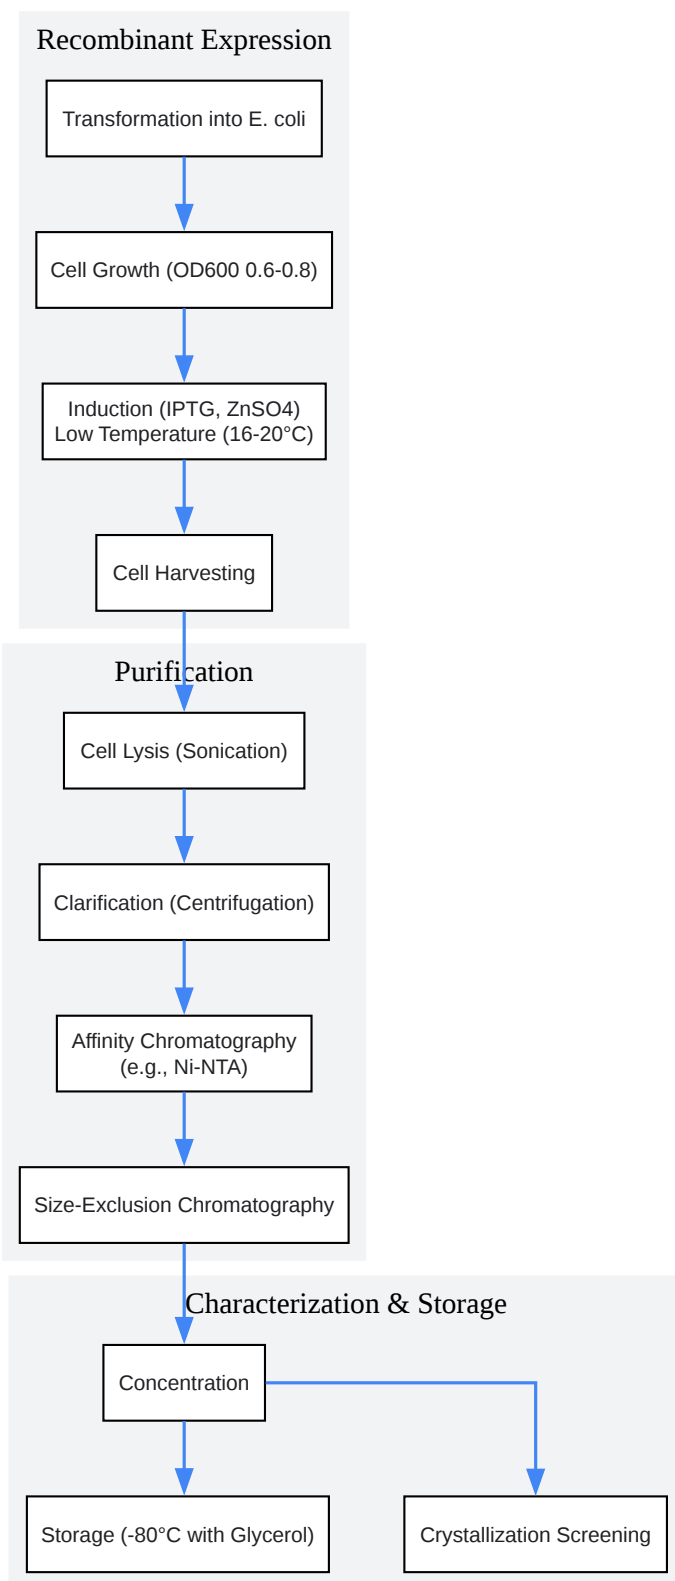 Recombinant Expression
Transformation into E. coli
Cell Growth (OD600 0.6-0.8)
Induction (IPTG, ZnSO4)
Low Temperature (16-20°C)
Cell Harvesting
Purification
Cell Lysis (Sonication)
Clarification (Centrifugation)
Affinity Chromatography
(e.g., Ni-NTA)
Size-Exclusion Chromatography
Characterization & Storage
Concentration
Storage (-80°C with Glycerol)
Crystallization Screening